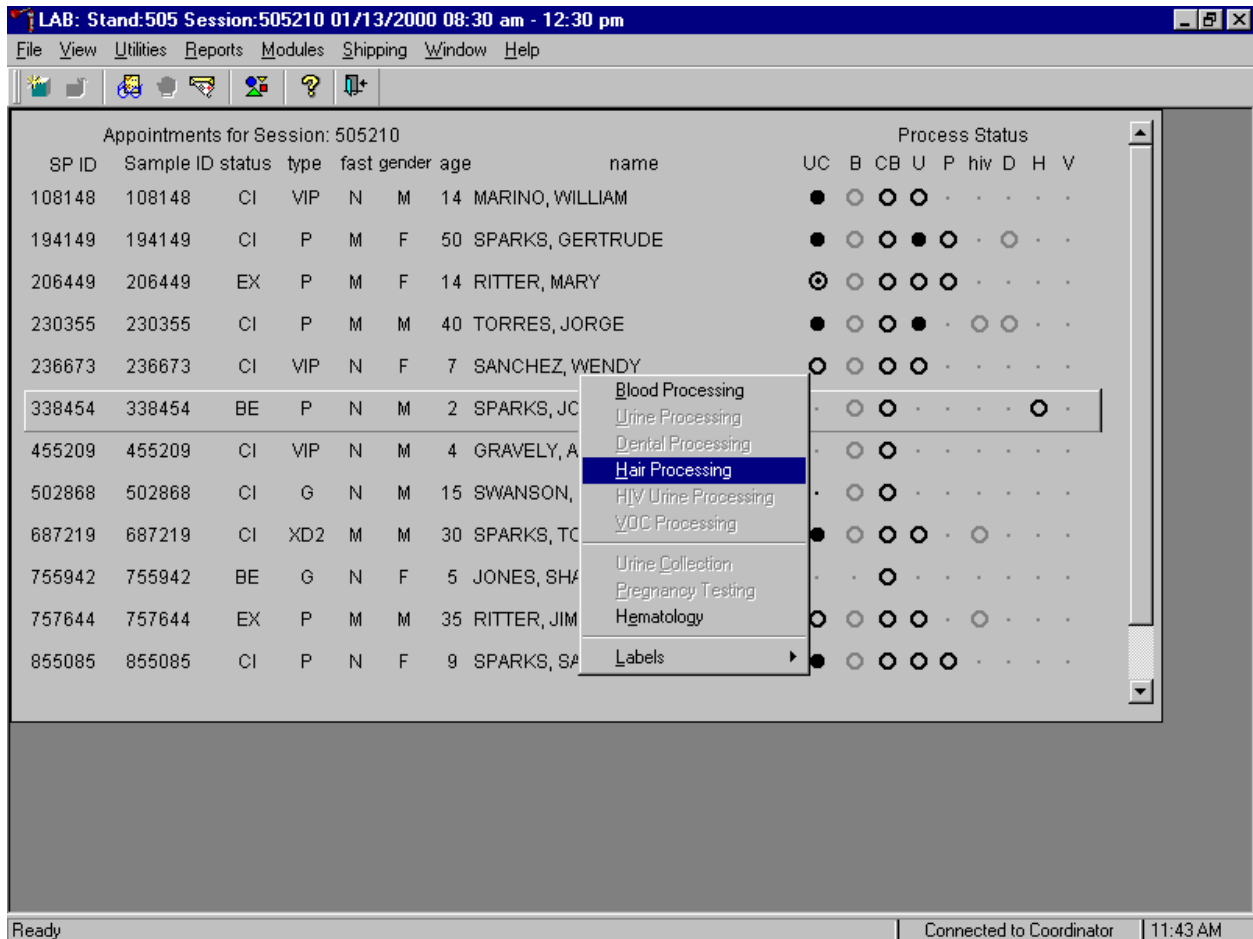 LAB: Stand:505 Session:505210 01/13/2000 08:30 am - 12:30 pm
File View Utilities Reports Modules Shipping Window Help
Appointments for Session: 505210 Process Status
SP ID Sample ID status type fast gender age name UC B CB U P hiv D H V
108148 108148 CI VIP N M 14 MARINO, WILLIAM
194149 194149 CI P M F 50 SPARKS, GERTRUDE
206449 206449 EX P M F 14 RITTER, MARY
230355 230355 CI P M M 40 TORRES, JORGE
236673 236673 CI VIP N F 7 SANCHEZ, WENDY
338454 338454 BE P N M 2 SPARKS, JO
455209 455209 CI VIP N M 4 GRAVELY, A
502868 502868 CI G N M 15 SWANSON,
687219 687219 CI XD2 M M 30 SPARKS, TO
755942 755942 BE G N F 5 JONES, SHA
757644 757644 EX P M M 35 RITTER, JIM
855085 855085 CI P N F 9 SPARKS, SA
Blood Processing
Urine Processing
Dental Processing
Hair Processing
HIV Urine Processing
VOC Processing
Urine Collection
Pregnancy Testing
Hematology
Labels
Ready Connected to Coordinator 11:43 AM